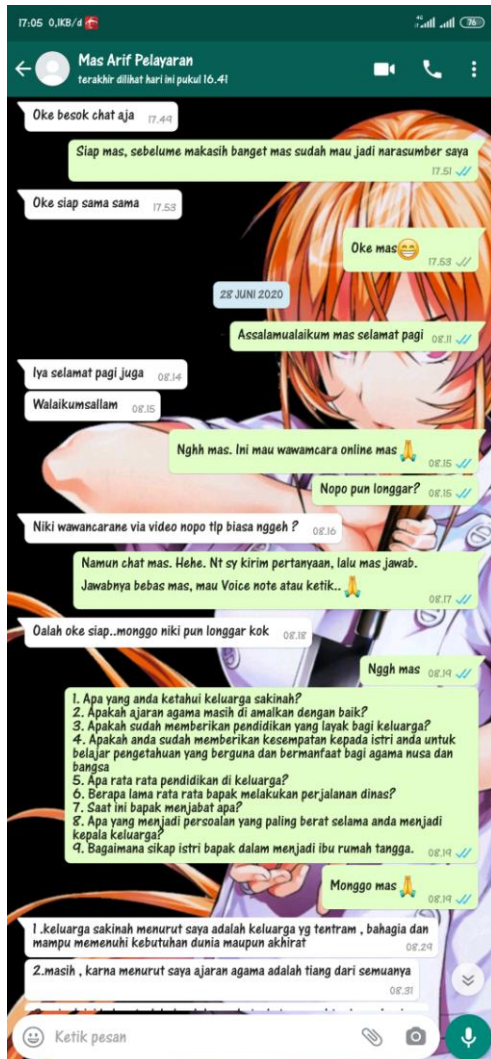 17:05 0,1KB/d
4G
76
Mas Arif Pelayaran
terakhir dilihat hari ini pukul 16.41
Oke besok chat aja 17.49
Siap mas, sebelume makasih banget mas sudah mau jadi narasumber saya
17.51
Oke siap sama sama 17.53
Oke mas
17.53
28 JUNI 2020
Assalamualaikum mas selamat pagi 08.11
Iya selamat pagi juga 08.14
Walaikumsallam 08.15
Nghh mas. Ini mau wawamcara online mas
08.15
Nopo pun longgar? 08.15
Niki wawancarane via video nopo tlp biasa nggeh ? 08.16
Namun chat mas. Hehe. Nt sy kirim pertanyaan, lalu mas jawab.
Jawabnya bebas mas, mau Voice note atau ketik..
08.17
Oalah oke siap..monggo niki pun longgar kok 08.18
Nggh mas 08.19
1. Apa yang anda ketahui keluarga sakinah?
2. Apakah ajaran agama masih di amalkan dengan baik?
3. Apakah sudah memberikan pendidikan yang layak bagi keluarga?
4. Apakah anda sudah memberikan kesempatan kepada istri anda untuk
belajar pengetahuan yang berguna dan bermanfaat bagi agama nusa dan
bangsa
5. Apa rata rata pendidikan di keluarga?
6. Berapa lama rata rata bapak melakukan perjalanan dinas?
7. Saat ini bapak menjabat apa?
8. Apa yang menjadi persoalan yang paling berat selama anda menjadi
kepala keluarga?
9. Bagaimana sikap istri bapak dalam menjadi ibu rumah tangga. 08.19
Monggo mas
08.19
1 .keluarga sakinah menurut saya adalah keluarga yg tentram , bahagia dan
mampu memenuhi kebutuhan dunia maupun akhirat
08.29
2.masih , karna menurut saya ajaran agama adalah tiang dari semuanya
08.31
Ketik pesan